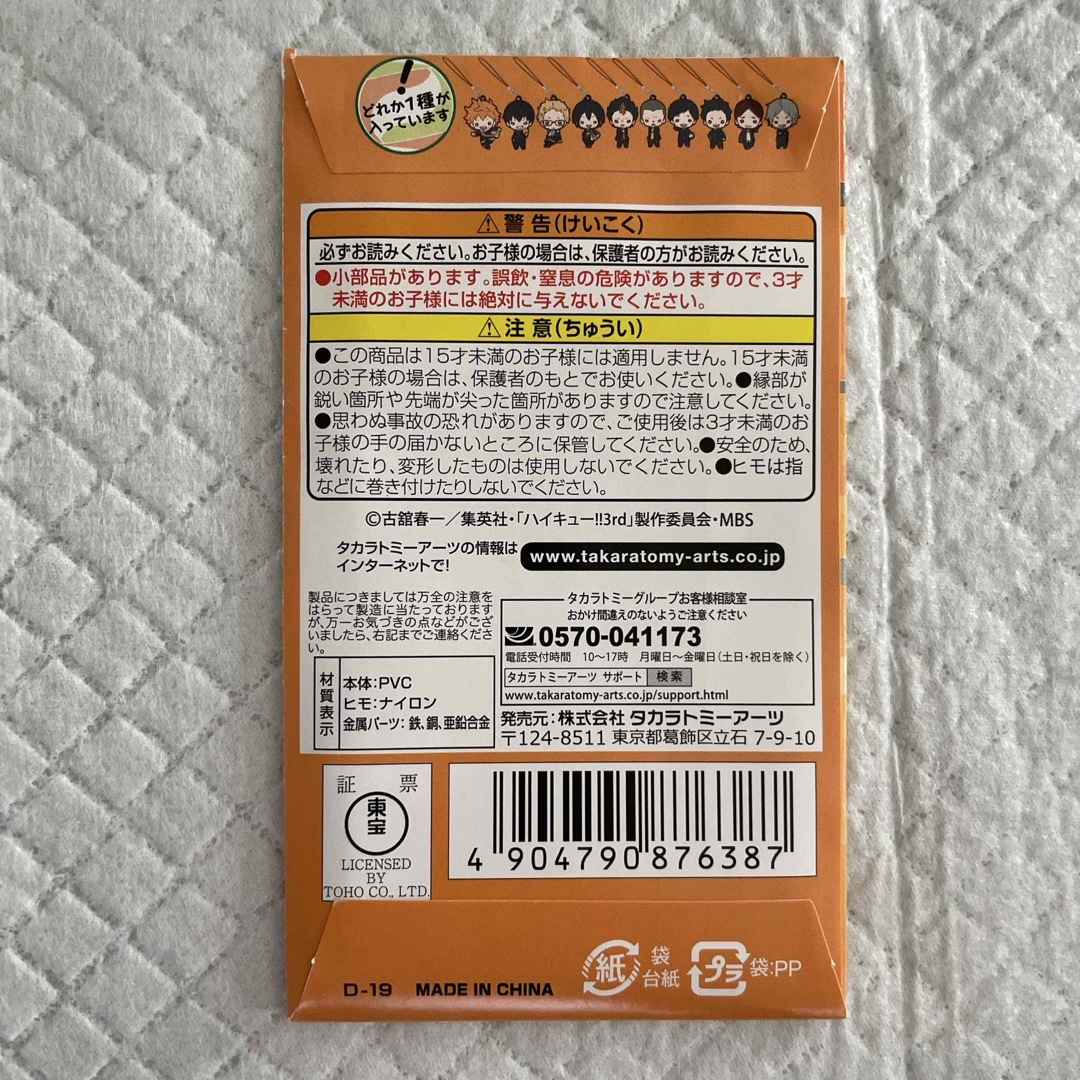 !
どれか1種が
入っています
⚠警告(けいこく)
必ずお読みください。お子様の場合は、保護者の方がお読みください。
●小部品があります。誤飲・窒息の危険がありますので、3才
未満のお子様には絶対に与えないでください。
⚠注意(ちゅうい)
●この商品は15才未満のお子様には適用しません。15才未満
のお子様の場合は、保護者のもとでお使いください。●縁部が
鋭い箇所や先端が尖った箇所がありますので注意してください。
●思わぬ事故の恐れがありますので、ご使用後は3才未満のお
子様の手の届かないところに保管してください。●安全のため、
壊れたり、変形したものは使用しないでください。●ヒモは指
などに巻き付けたりしないでください。
©古舘春一/集英社・「ハイキュー!!3rd」製作委員会・MBS
タカラトミーアーツの情報は
インターネットで!
www.takaratomy-arts.co.jp
製品につきましては万全の注意を
はらって製造に当たっております
が、万一お気づきの点などがござ
いましたら、右記までご連絡くださ
い。
タカラトミーグループお客様相談室
おかけ間違えのないようご注意ください
0570-041173
電話受付時間 10〜17時 月曜日〜金曜日(土日・祝日を除く)
タカラトミーアーツ サポート 検索
www.takaratomy-arts.co.jp/support.html
材質表示
本体:PVC
ヒモ:ナイロン
金属パーツ:鉄、銅、亜鉛合金
発売元:株式会社 タカラトミーアーツ
〒124-8511 東京都葛飾区立石 7-9-10
証 票
東宝
LICENSED
BY
TOHO CO., LTD.
4 904790 876387
紙 袋
台紙
プラ 袋:PP
D-19 MADE IN CHINA